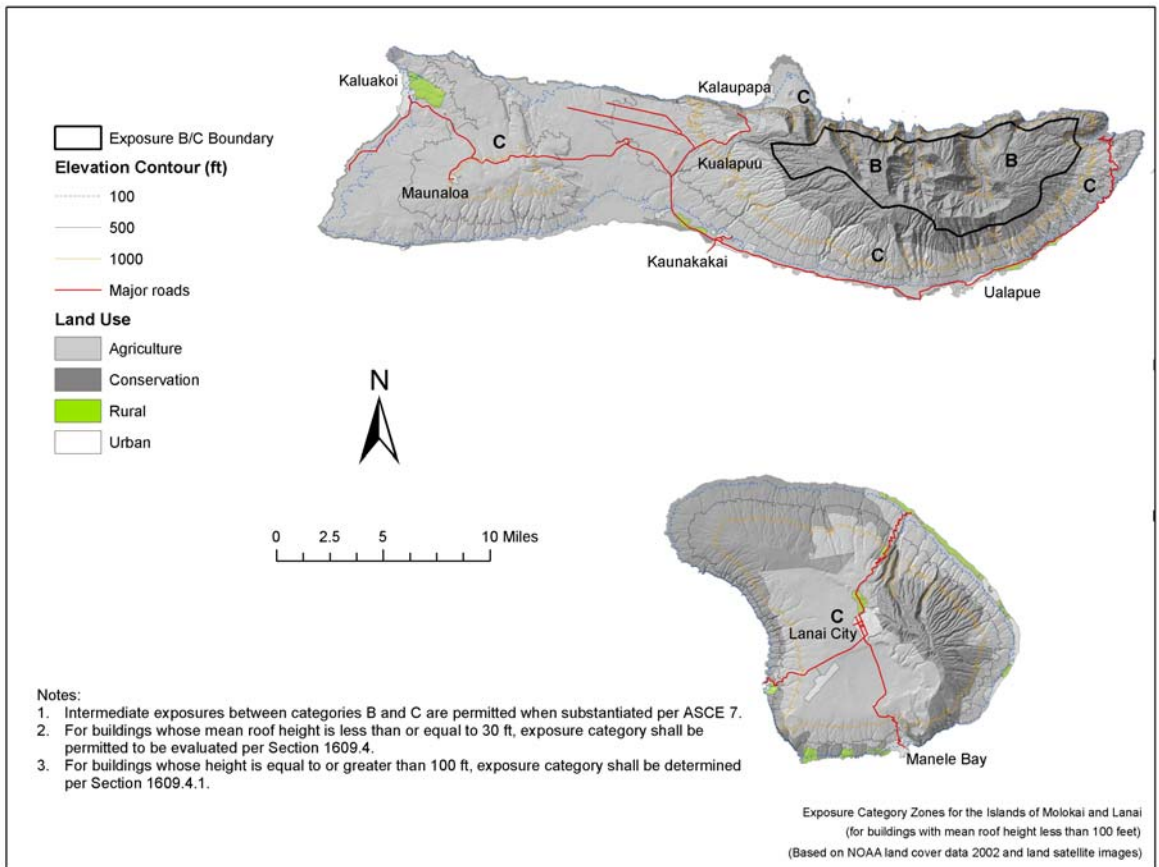 Kaluakoi
Kalaupapa
C
Exposure B/C Boundary
Elevation Contour (ft)
100
500
1000
Major roads
Land Use
Agriculture
Conservation
Rural
Urban
C
Kualapuu
B
B
C
Maunaloa
C
Kaunakakai
Ualapue
N
0 2.5 5 10 Miles
C
Lanai City
Manele Bay
Notes:
1. Intermediate exposures between categories B and C are permitted when substantiated per ASCE 7.
2. For buildings whose mean roof height is less than or equal to 30 ft, exposure category shall be
permitted to be evaluated per Section 1609.4.
3. For buildings whose height is equal to or greater than 100 ft, exposure category shall be determined
per Section 1609.4.1.
Exposure Category Zones for the Islands of Molokai and Lanai
(for buildings with mean roof height less than 100 feet)
(Based on NOAA land cover data 2002 and land satellite images)